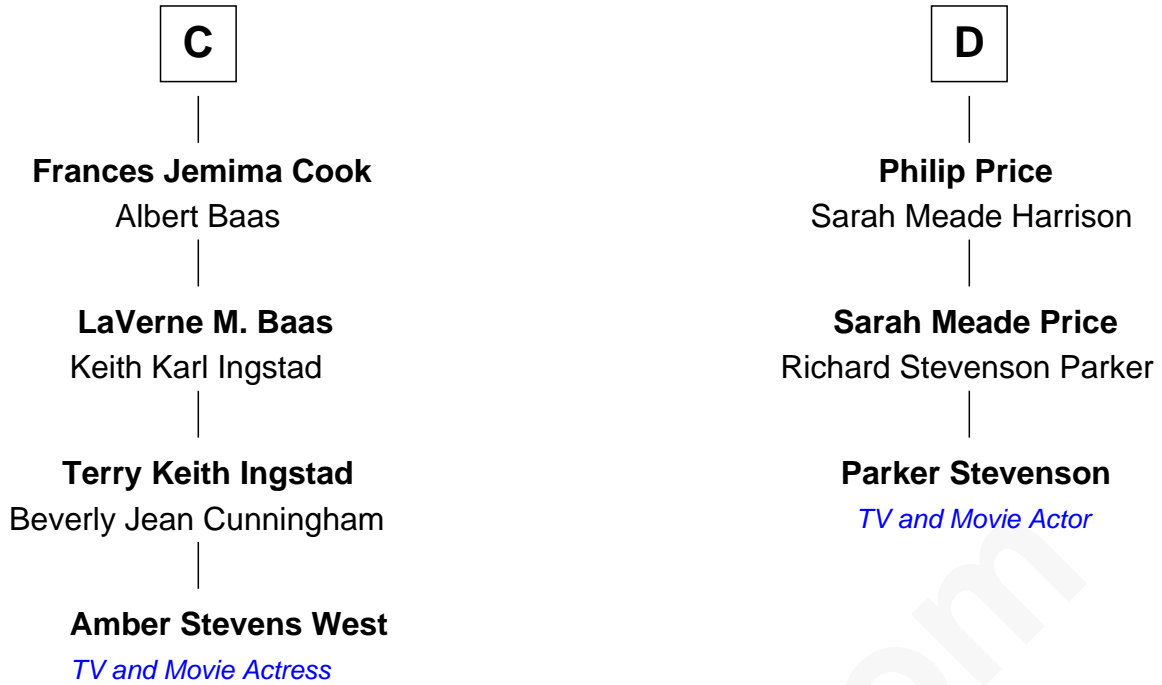 C
Frances Jemima Cook
Albert Baas
LaVerne M. Baas
Keith Karl Ingstad
Terry Keith Ingstad
Beverly Jean Cunningham
Amber Stevens West
TV and Movie Actress
D
Philip Price
Sarah Meade Harrison
Sarah Meade Price
Richard Stevenson Parker
Parker Stevenson
TV and Movie Actor
om